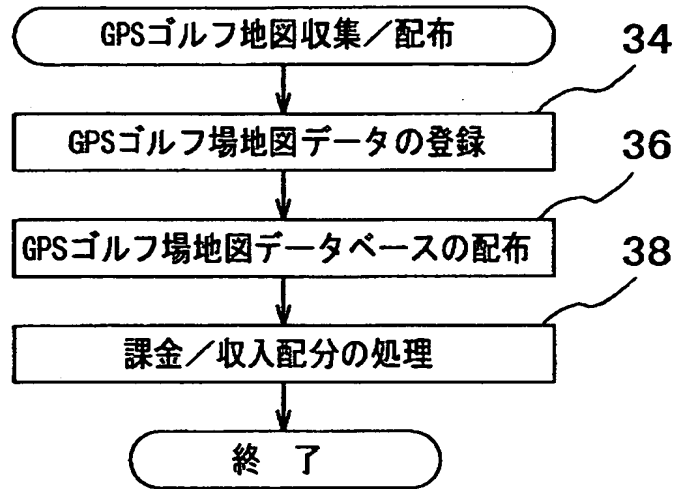 GPSゴルフ地図収集／配布
34
GPSゴルフ場地図データの登録
36
GPSゴルフ場地図データベースの配布
38
課金／収入配分の処理
終 了